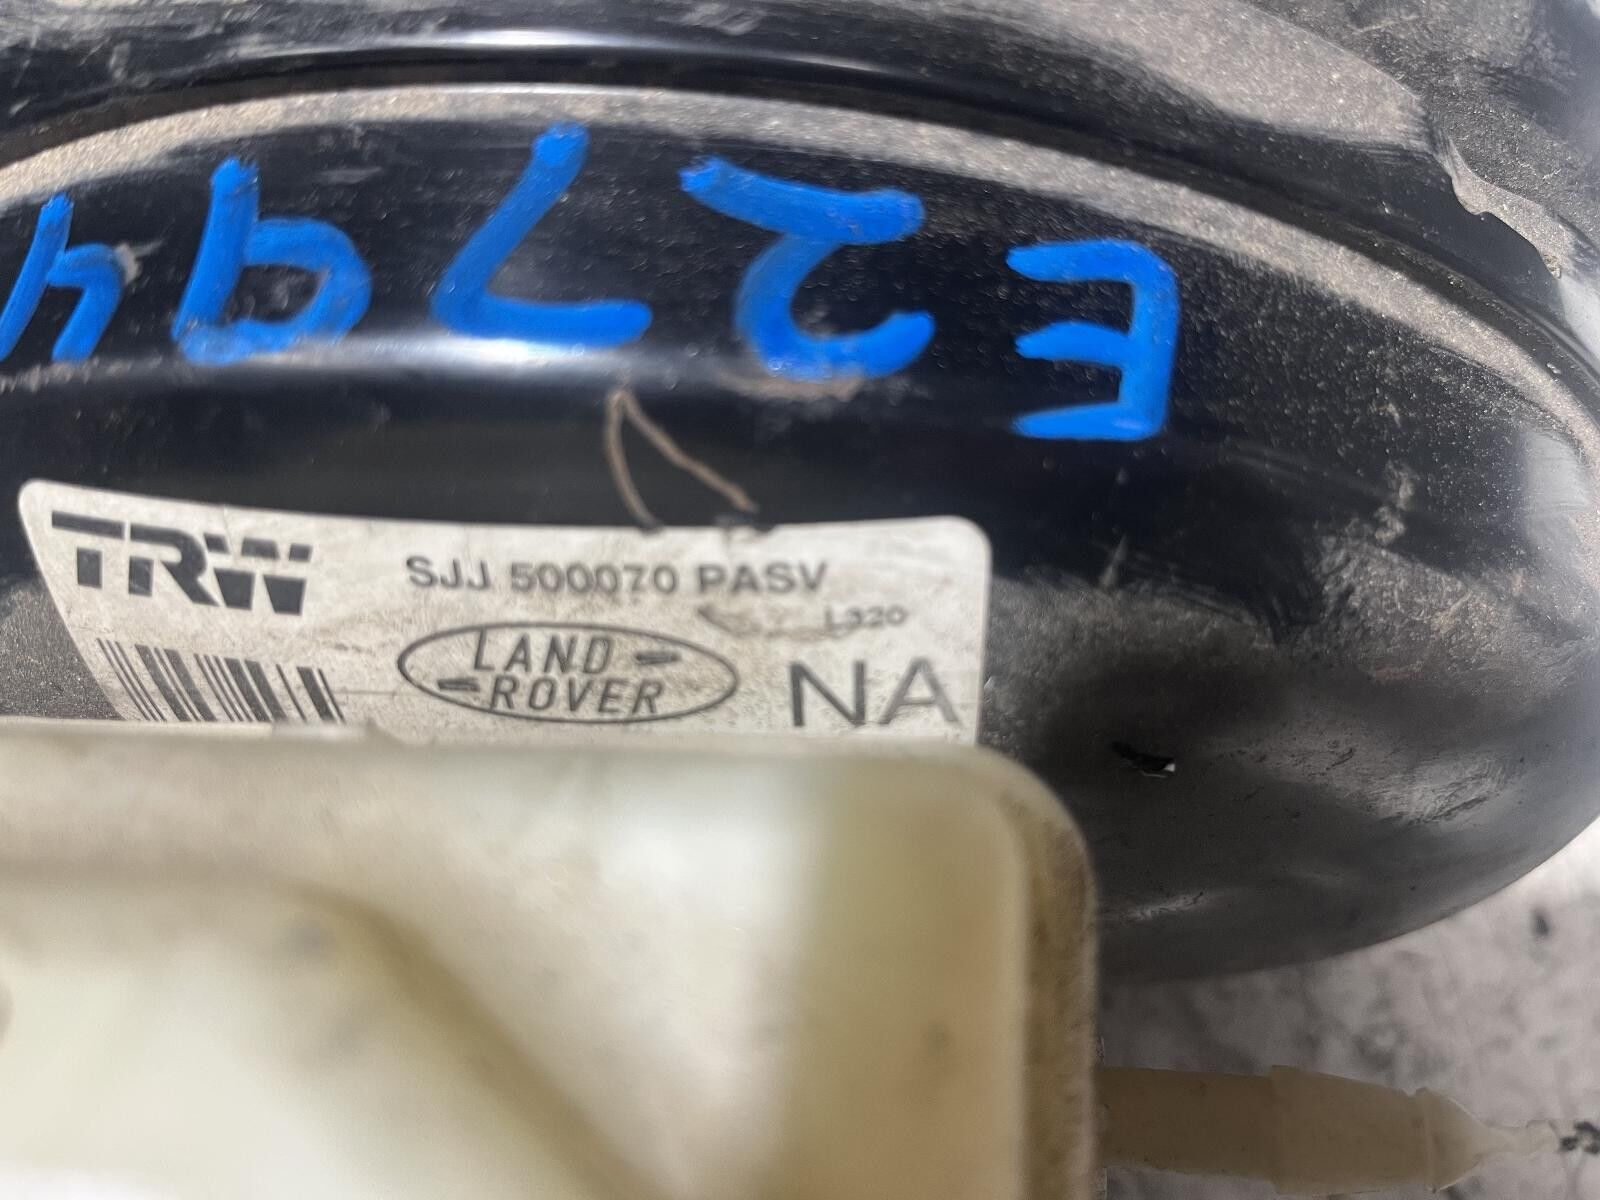 E2794
TRW
SJJ 500070 PASV
L320
LAND
ROVER
NA